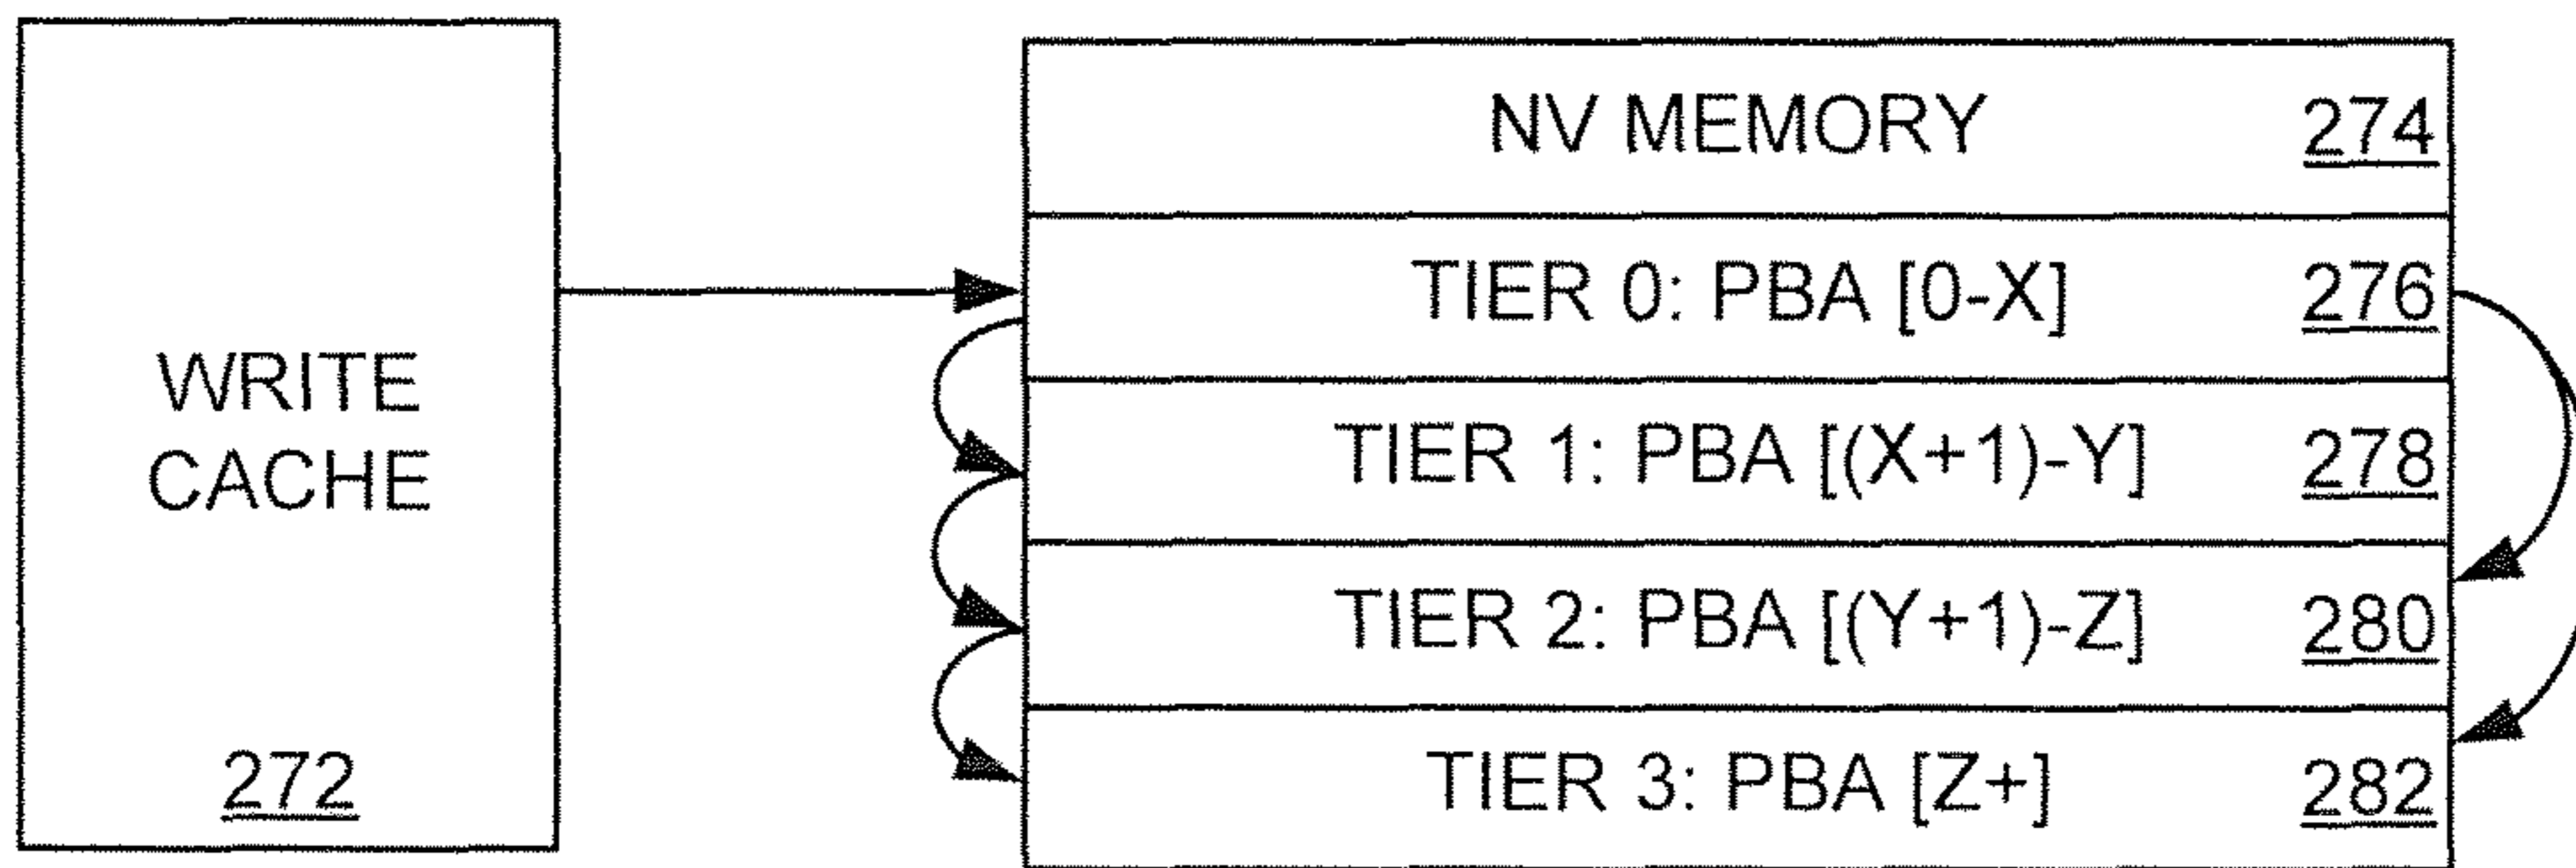 WRITE
CACHE
272
NV MEMORY 274
TIER 0: PBA [0-X] 276
TIER 1: PBA [(X+1)-Y] 278
TIER 2: PBA [(Y+1)-Z] 280
TIER 3: PBA [Z+] 282